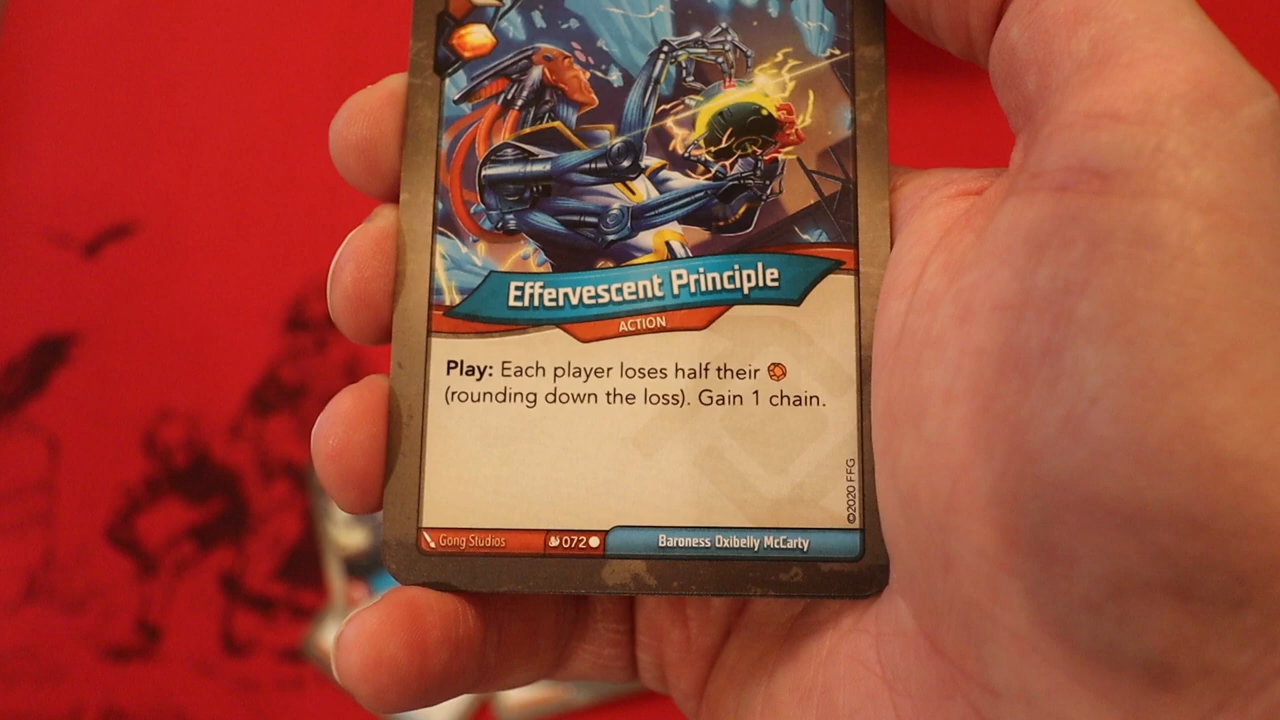 Effervescent Principle
ACTION
Play: Each player loses half their
(rounding down the loss). Gain 1 chain.
©2020 FFG
Gong Studios
072
Baroness Oxibelly McCarty